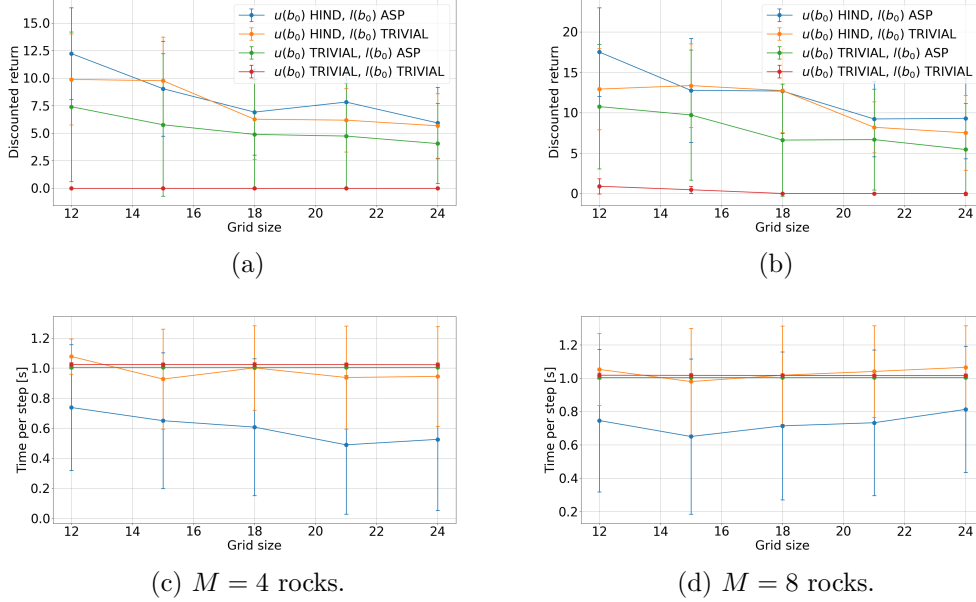 Discounted return
15.0
12.5
10.0
7.5
5.0
2.5
0.0
u(b₀) HIND, l(b₀) ASP
u(b₀) HIND, l(b₀) TRIVIAL
u(b₀) TRIVIAL, l(b₀) ASP
u(b₀) TRIVIAL, l(b₀) TRIVIAL
12 14 16 18 20 22 24
Grid size
(a)
Discounted return
20
15
10
5
0
u(b₀) HIND, l(b₀) ASP
u(b₀) HIND, l(b₀) TRIVIAL
u(b₀) TRIVIAL, l(b₀) ASP
u(b₀) TRIVIAL, l(b₀) TRIVIAL
12 14 16 18 20 22 24
Grid size
(b)
Time per step [s]
1.2
1.0
0.8
0.6
0.4
0.2
0.0
12 14 16 18 20 22 24
Grid size
(c) M = 4 rocks.
Time per step [s]
1.2
1.0
0.8
0.6
0.4
0.2
12 14 16 18 20 22 24
Grid size
(d) M = 8 rocks.